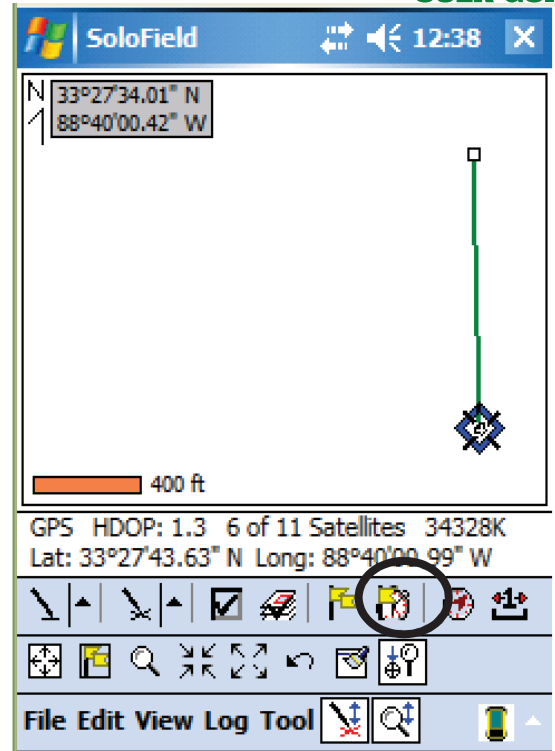 SoloField 12:38
N 33°27'34.01" N
88°40'00.42" W
400 ft
GPS HDOP: 1.3 6 of 11 Satellites 34328K
Lat: 33°27'43.63" N Long: 88°40'00.99" W
1
File Edit View Log Tool